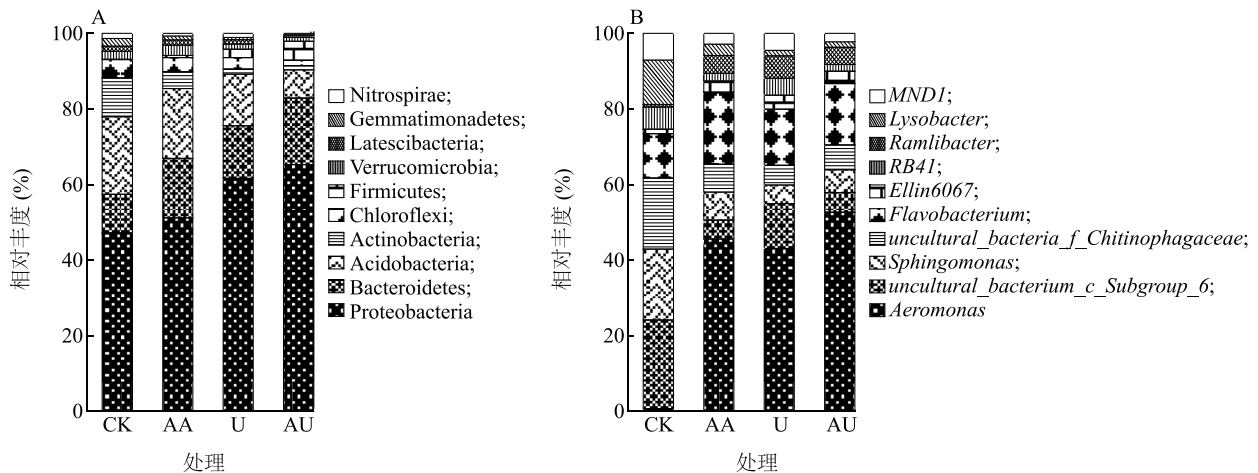 A
100
80
60
40
20
0
相对丰度 (%)
CK AA U AU
处理
Nitrospirae;
Gemmatimonadetes;
Latescibacteria;
Verrucomicrobia;
Firmicutes;
Chloroflexi;
Actinobacteria;
Acidobacteria;
Bacteroidetes;
Proteobacteria
B
100
80
60
40
20
0
相对丰度 (%)
CK AA U AU
处理
MND1;
Lysobacter;
Ramlibacter;
RB41;
Ellin6067;
Flavobacterium;
uncultural_bacteria_f_Chitinophagaceae;
Sphingomonas;
uncultural_bacterium_c_Subgroup_6;
Aeromonas